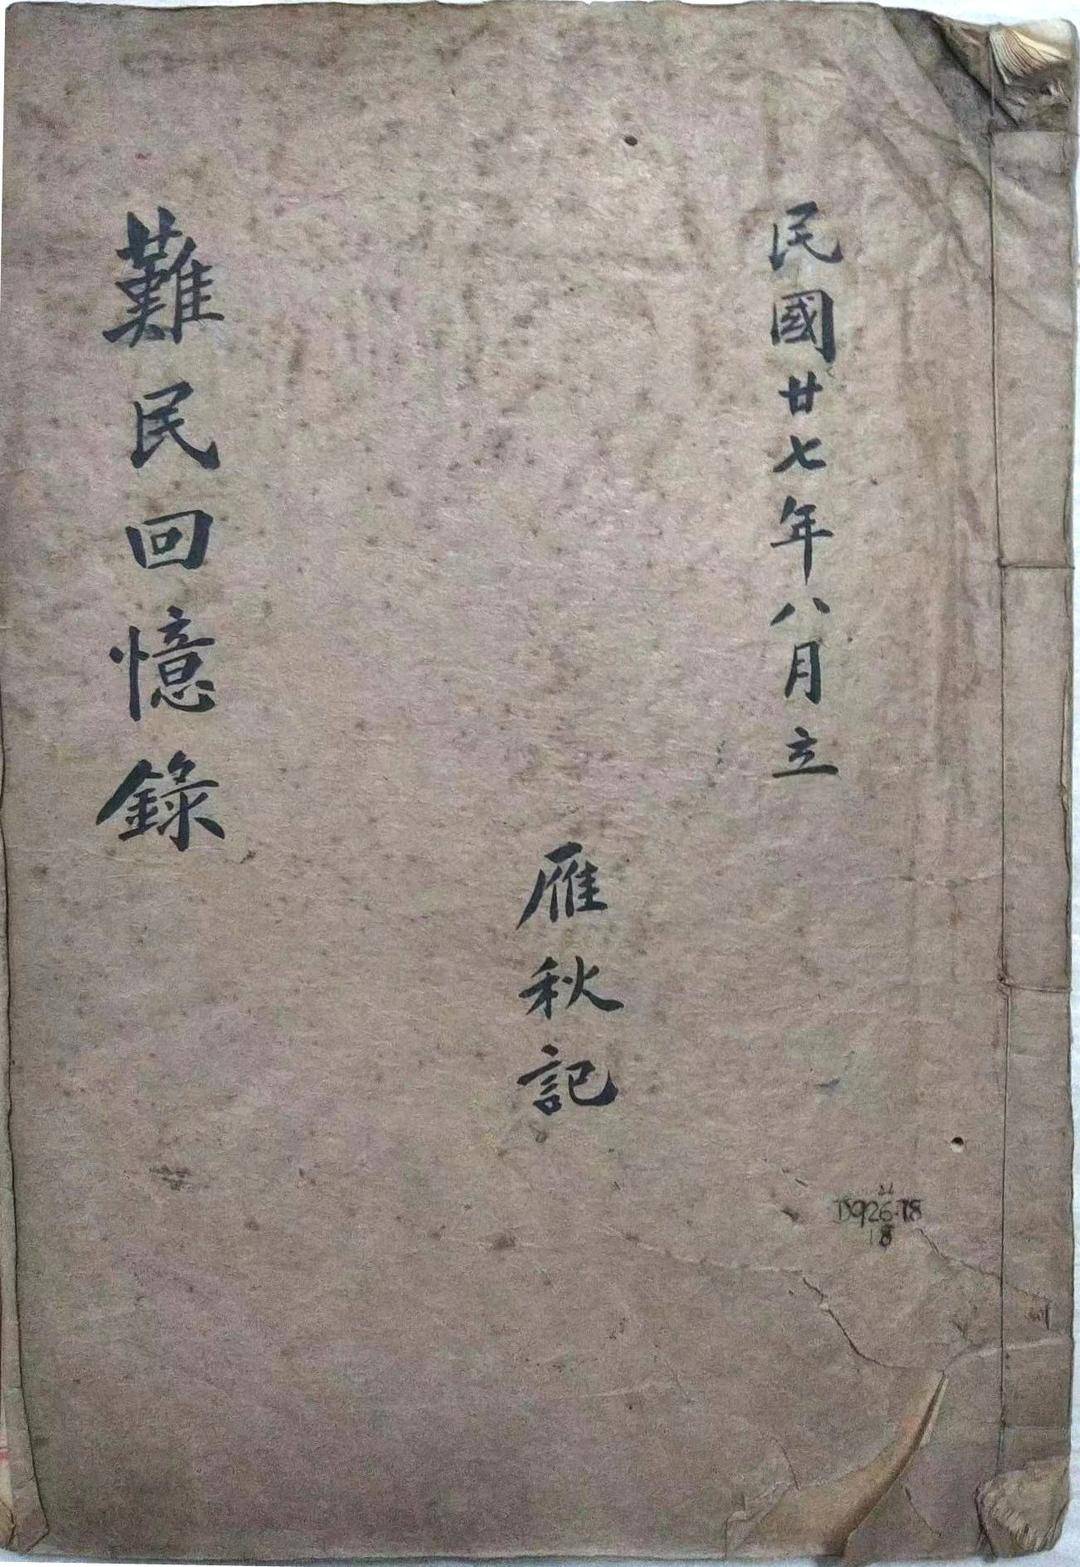 民國廿七年八月立
雁秋記
難民回憶錄